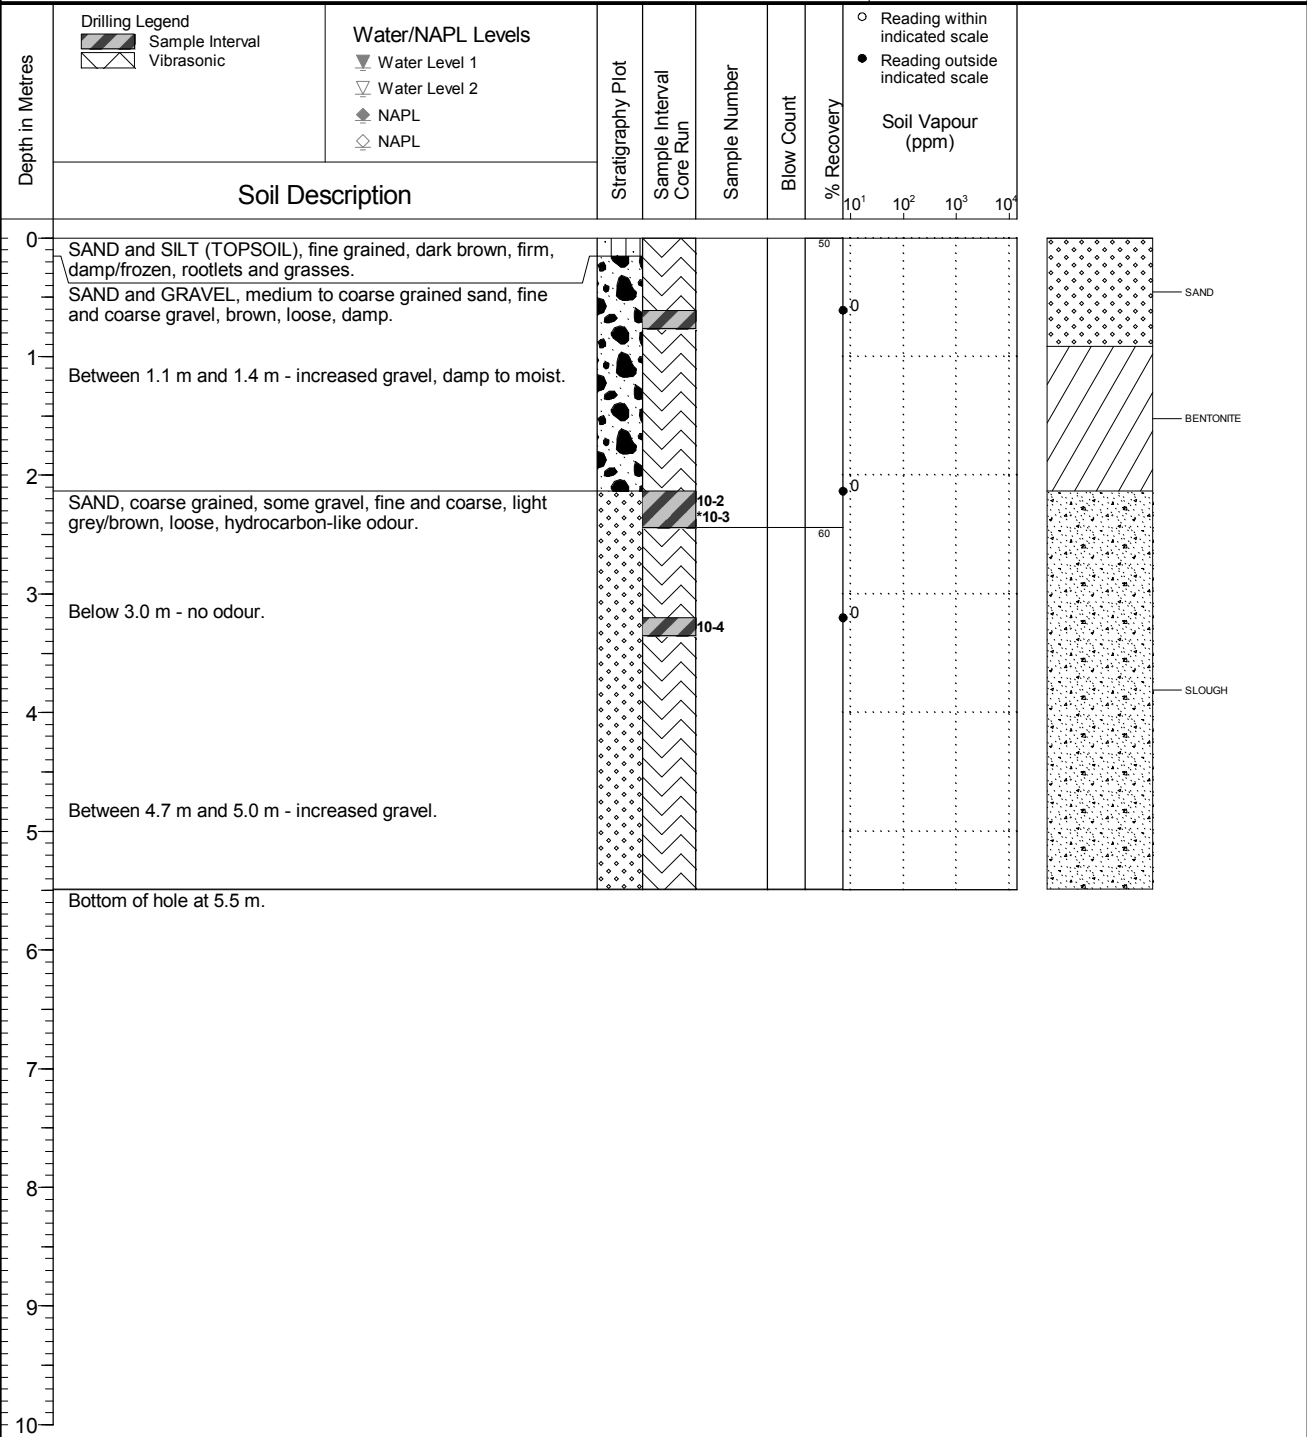 Depth in Metres
Drilling Legend
Sample Interval
Vibrasonic
Water/NAPL Levels
Water Level 1
Water Level 2
NAPL
NAPL
Soil Description
Stratigraphy Plot
Sample Interval
Core Run
Sample Number
Blow Count
% Recovery
Reading within
indicated scale
Reading outside
indicated scale
Soil Vapour
(ppm)
10¹ 10² 10³ 10⁴
0
SAND and SILT (TOPSOIL), fine grained, dark brown, firm,
damp/frozen, rootlets and grasses.
50
SAND and GRAVEL, medium to coarse grained sand, fine
and coarse gravel, brown, loose, damp.
0
SAND
1
Between 1.1 m and 1.4 m - increased gravel, damp to moist.
BENTONITE
2
SAND, coarse grained, some gravel, fine and coarse, light
grey/brown, loose, hydrocarbon-like odour.
10-2
*10-3
0
60
3
Below 3.0 m - no odour.
10-4
0
SLOUGH
4
Between 4.7 m and 5.0 m - increased gravel.
5
Bottom of hole at 5.5 m.
6
7
8
9
10